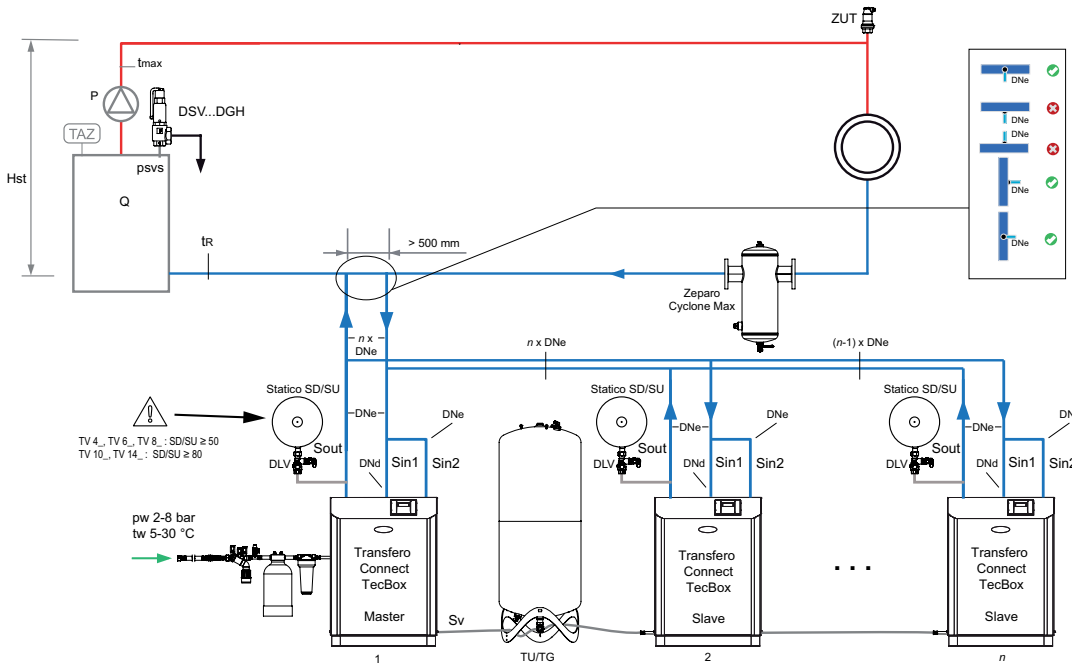 ZUT
tmax
P
DSV...DGH
TAZ
psvs
Hst
Q
tR
> 500 mm
DNe
DNe
DNe
DNe
DNe
Zeparo
Cyclone Max
n x
DNe
n x DNe
(n-1) x DNe
Statico SD/SU
Statico SD/SU
Statico SD/SU
DNe
DNe
DNe
DNe
DNe
DN
TV 4_, TV 6_, TV 8_ : SD/SU ≥ 50
TV 10_, TV 14_ : SD/SU ≥ 80
Sout
Sout
Sout
DLV
DNd
Sin2
DLV
DNd
Sin1
Sin2
DLV
DNd
Sin1
Sin2
pw 2-8 bar
tw 5-30 °C
Transfero
Connect
TecBox
Master
Transfero
Connect
TecBox
Slave
. . .
Transfero
Connect
TecBox
Slave
Sv
1
TU/TG
2
n
Sin1